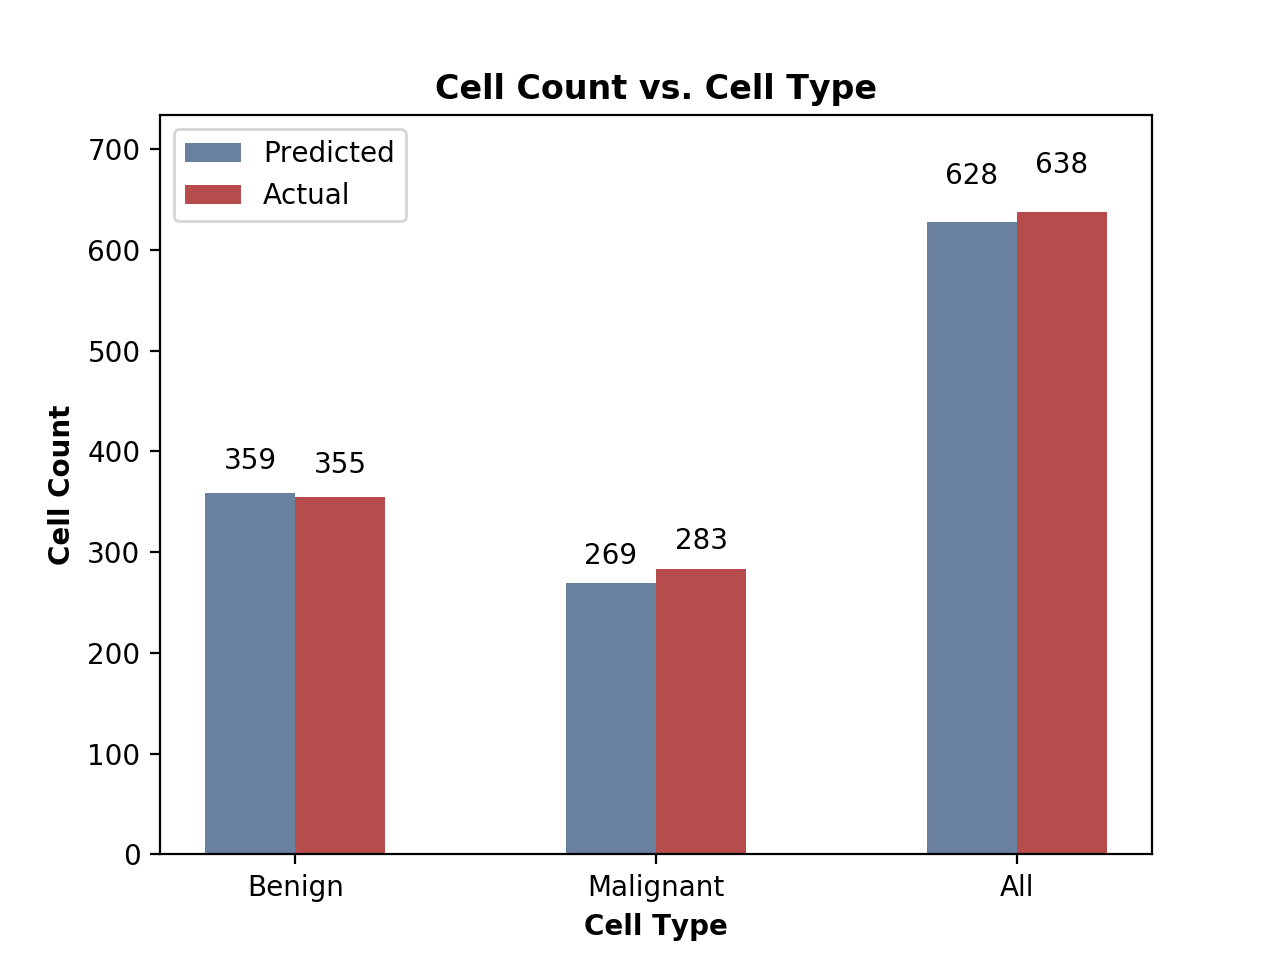 Cell Count vs. Cell Type
Predicted
Actual
700
600
500
400
300
200
100
0
Cell Count
359
355
269
283
628
638
Benign
Malignant
All
Cell Type